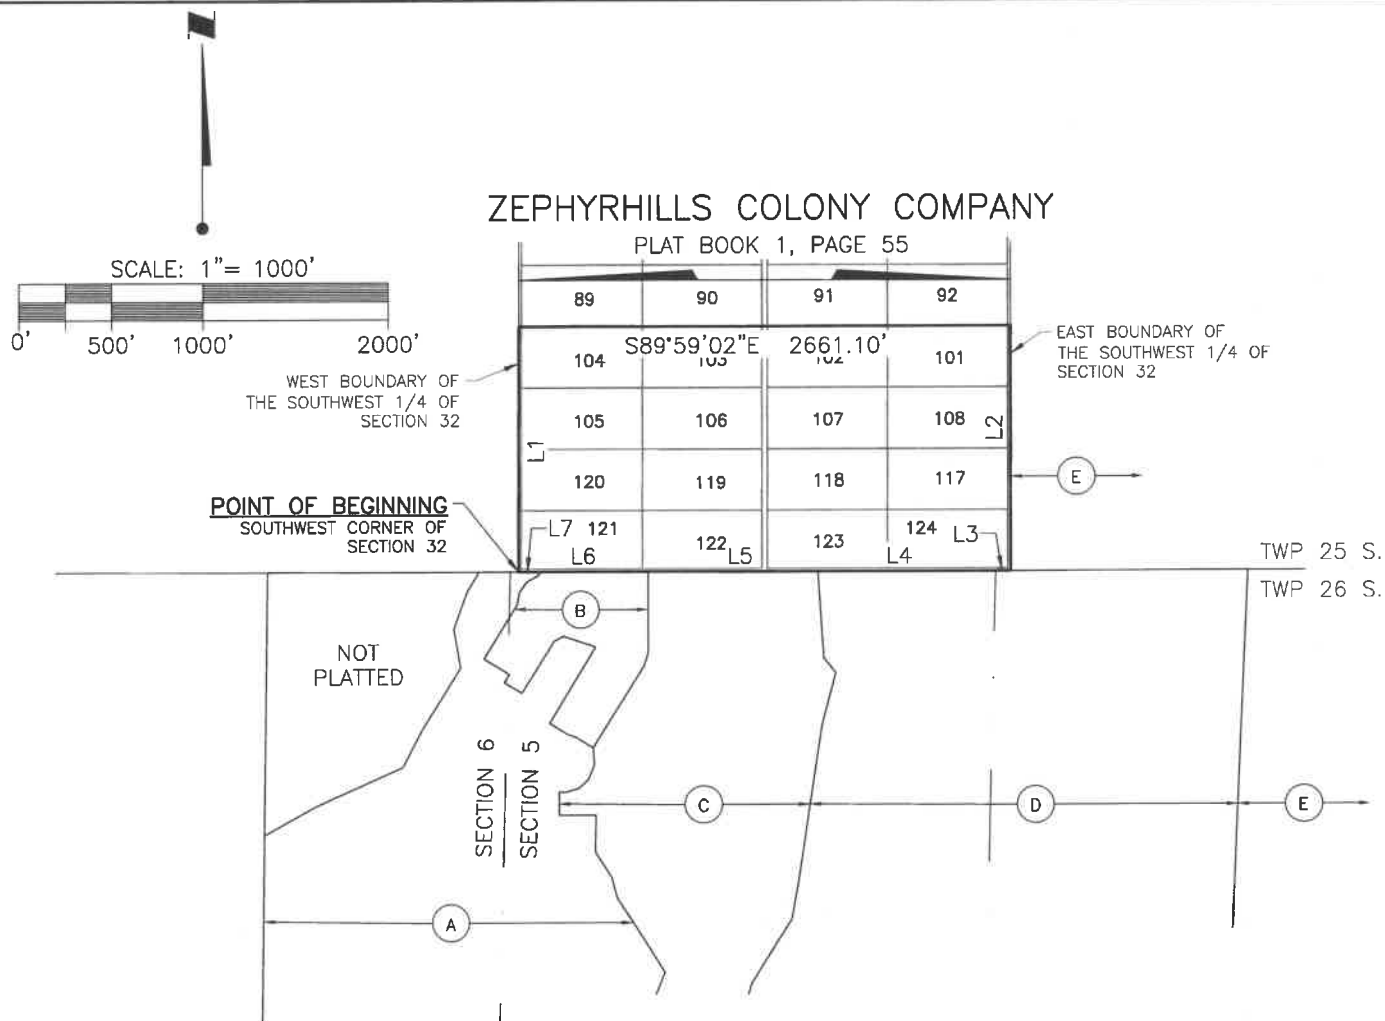 ZEPHYRHILLS COLONY COMPANY
PLAT BOOK 1, PAGE 55
SCALE: 1"= 1000'
0' 500' 1000' 2000'
89 90 91 92
S89°59'02"E 2661.10'
104 103 102 101
EAST BOUNDARY OF
THE SOUTHWEST 1/4 OF
SECTION 32
WEST BOUNDARY OF
THE SOUTHWEST 1/4 OF
SECTION 32
105 106 107 108
L1
L2
120 119 118 117
E
POINT OF BEGINNING
SOUTHWEST CORNER OF
SECTION 32
L7 121 122 123 124 L3
L6 L5 L4
TWP 25 S.
TWP 26 S.
B
NOT
PLATTED
SECTION 6
SECTION 5
C
D
E
A